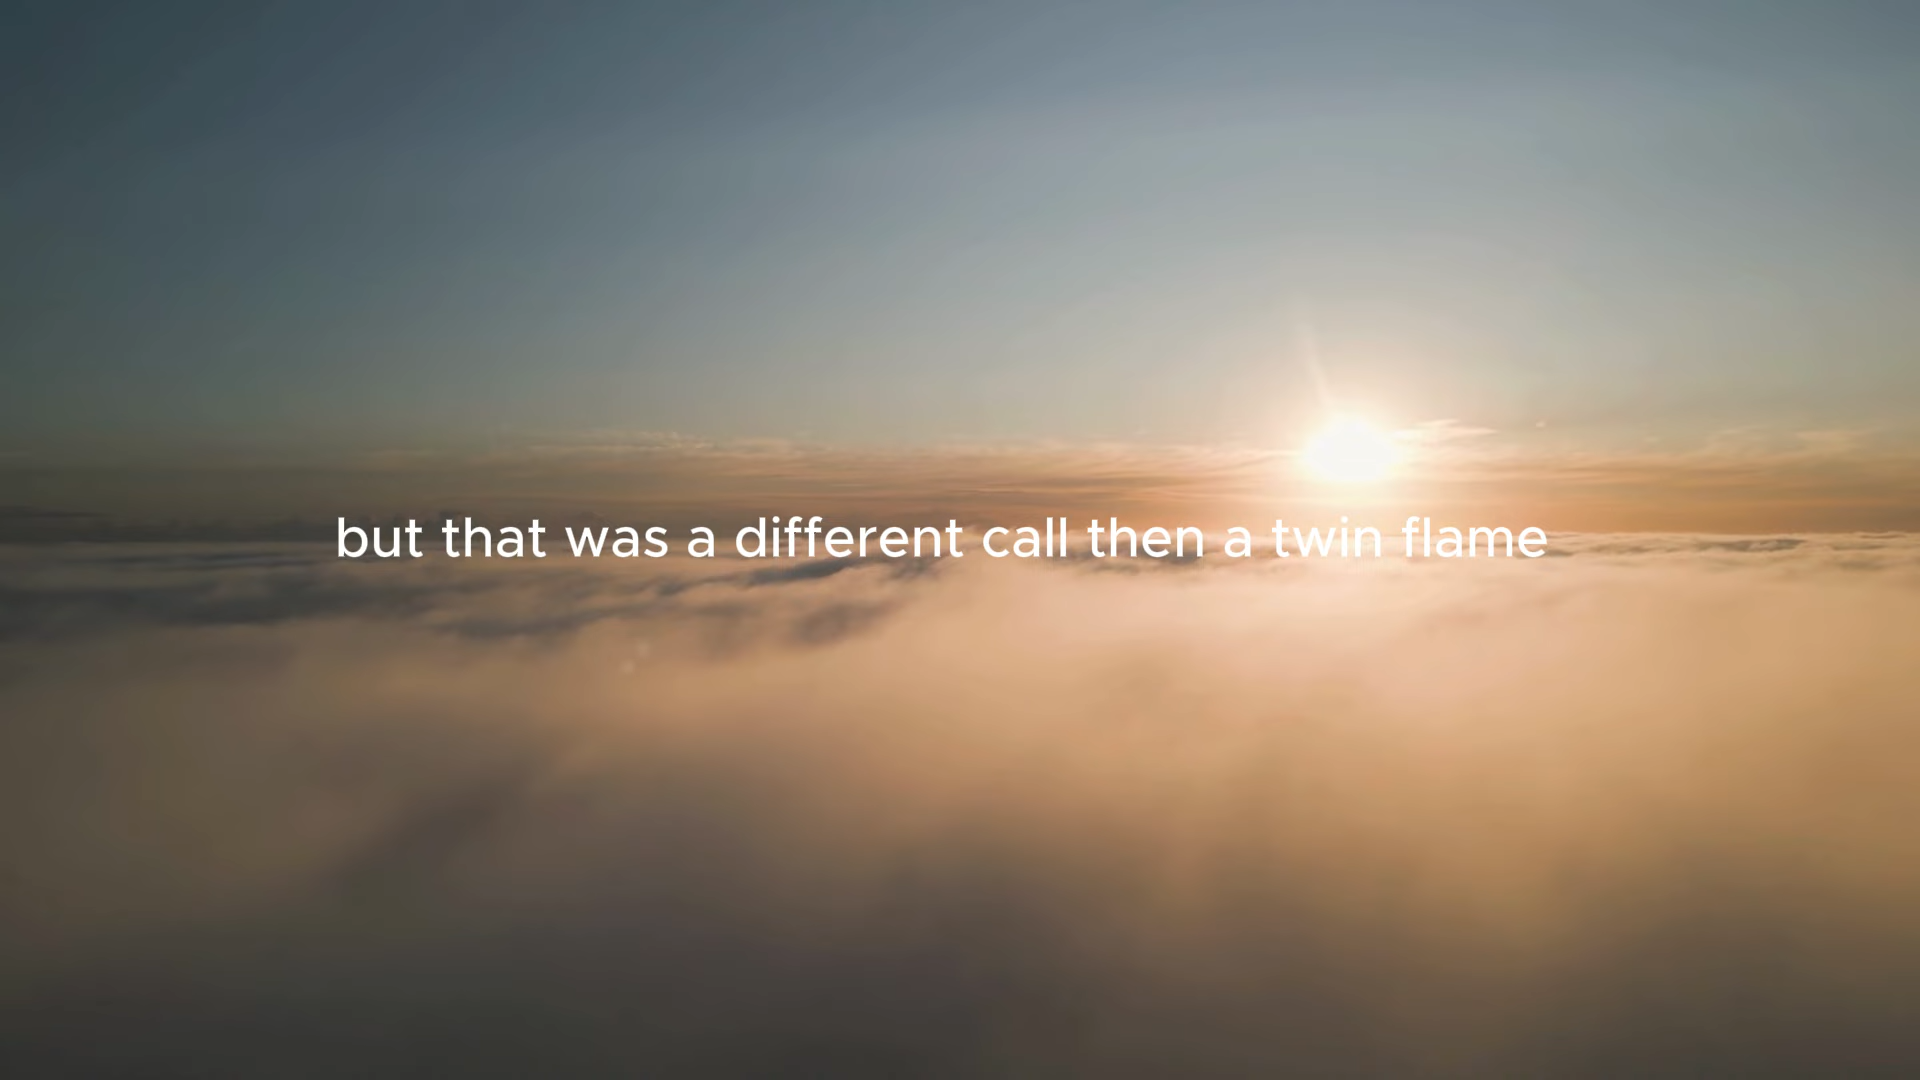 but that was a different call then a twin flame